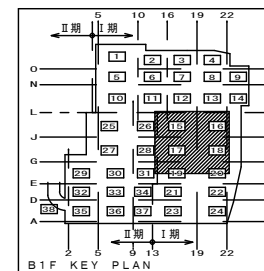 5 10 16 19 22
Ⅱ期 Ⅰ期
1 2 3 4
O
5 6 7 8 9
N
10 11 12 13 14
L
25 26 15 16
J
27 28 17 18
G
29 30 31 19 20
E
32 33 34 21 22
D
38 35 36 37 23 24
A
2 5 9 13 19 22
Ⅱ期 Ⅰ期
B1F KEY PLAN